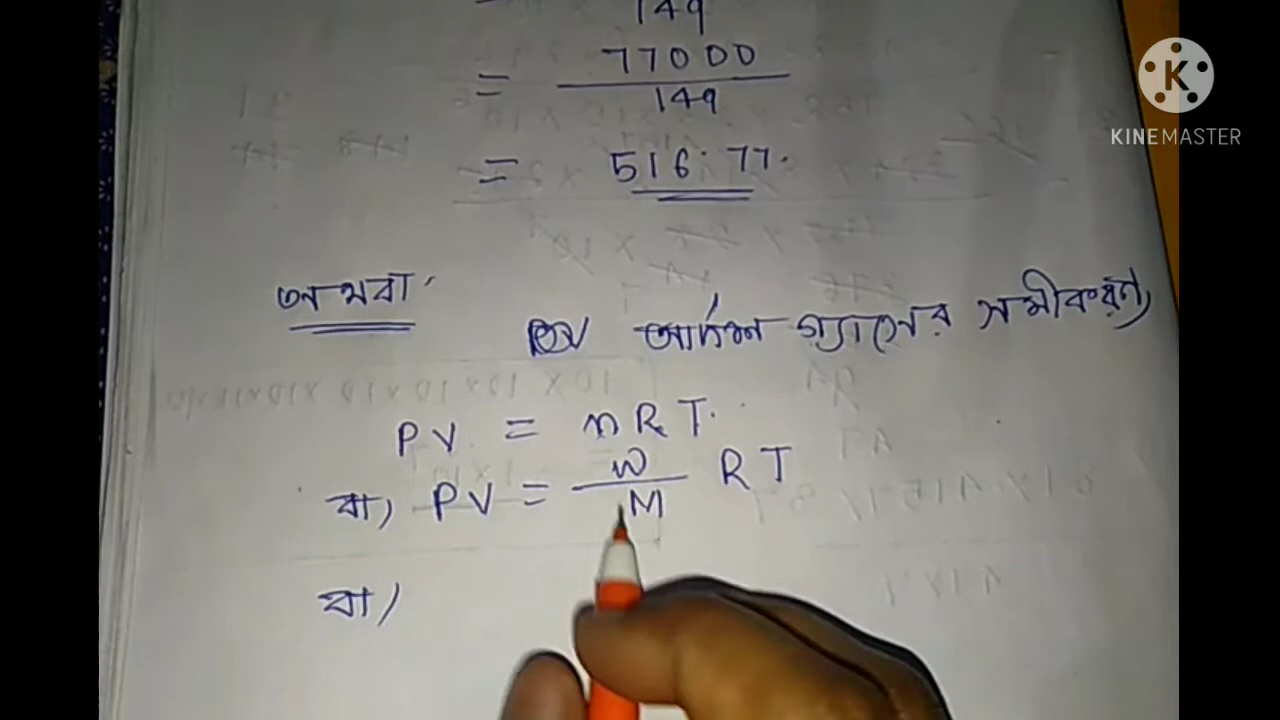 149
= 77000
149
= 516.77.
KINEMASTER
অথবা,
আদর্শ গ্যাসের সমীকরণ,
PV = nRT.
বা, PV = W/M RT
বা,